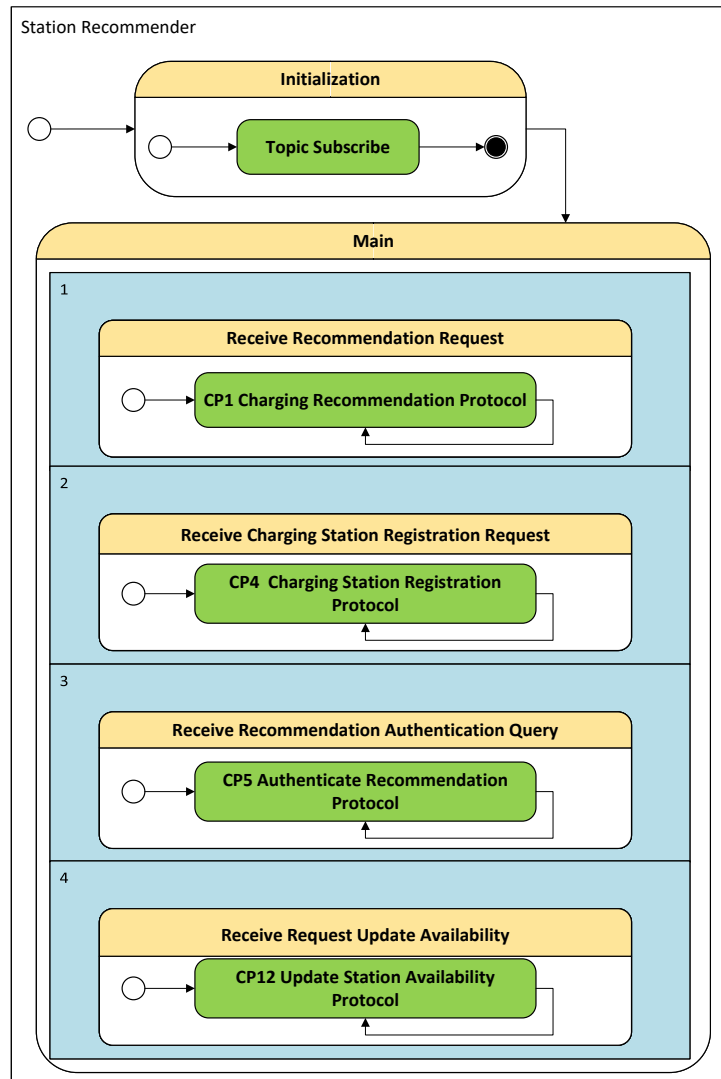 Station Recommender
Initialization
Topic Subscribe
Main
1
Receive Recommendation Request
CP1 Charging Recommendation Protocol
2
Receive Charging Station Registration Request
CP4  Charging Station Registration
Protocol
3
Receive Recommendation Authentication Query
CP5 Authenticate Recommendation
Protocol
4
Receive Request Update Availability
CP12 Update Station Availability
Protocol